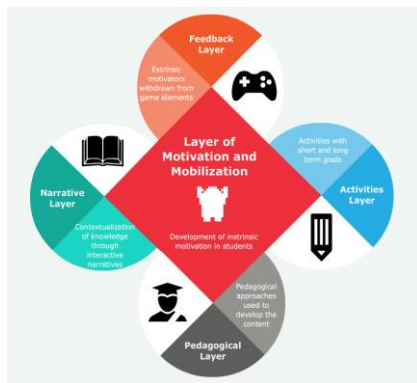 Feedback
Layer
Extrinsic
motivators
withdrawn from
game elements
Layer of
Motivation and
Mobilization
Development of instrinsic
motivation in students
Activities with
short and long
term goals
Activities
Layer
Narrative
Layer
Contextualization
of knowledge
through
interactive
narratives
Pedagogical
approaches
used to
develop the
content
Pedagogical
Layer